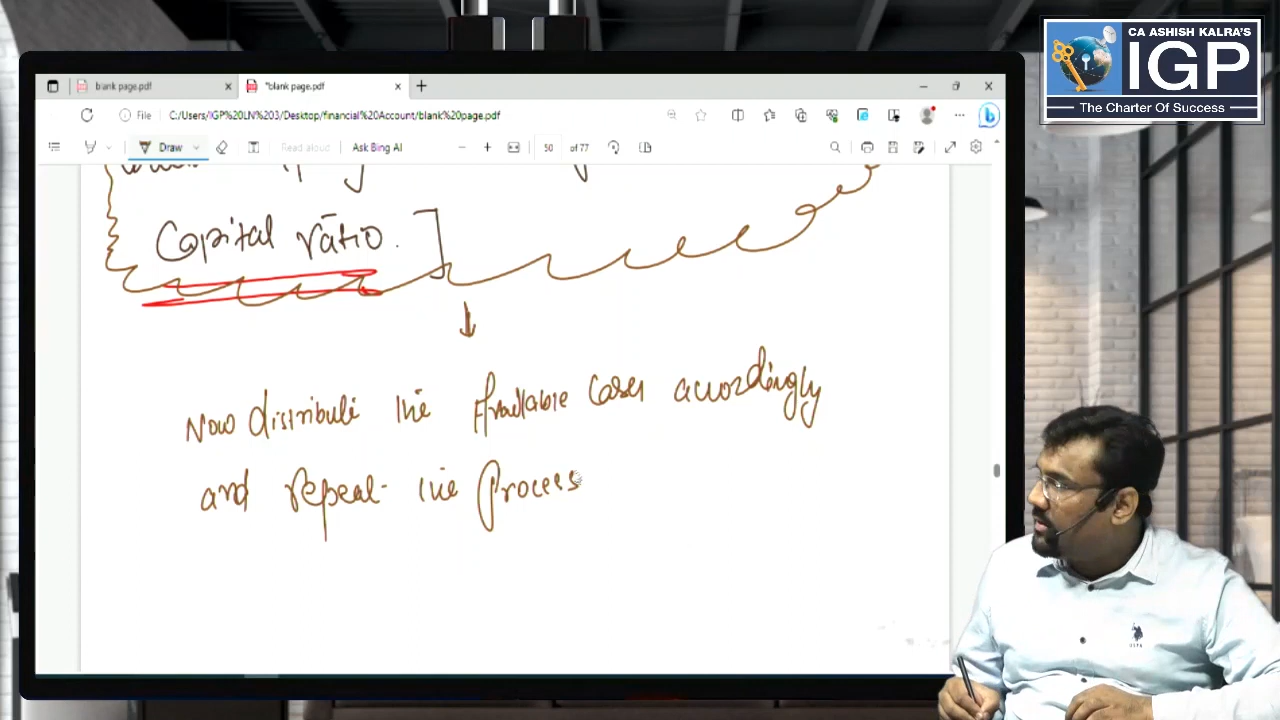 CA ASHISH KALRA'S
IGP
The Charter Of Success
blank page.pdf
*blank page.pdf
File
C:/Users/IGP%20LN%203/Desktop/financial%20Account/blank%20page.pdf
Draw
Read aloud
Ask Bing AI
50 of 77
Capital ratio.
Now distribute the Available Cash accordingly
and repeat the Process
U.S. POLO